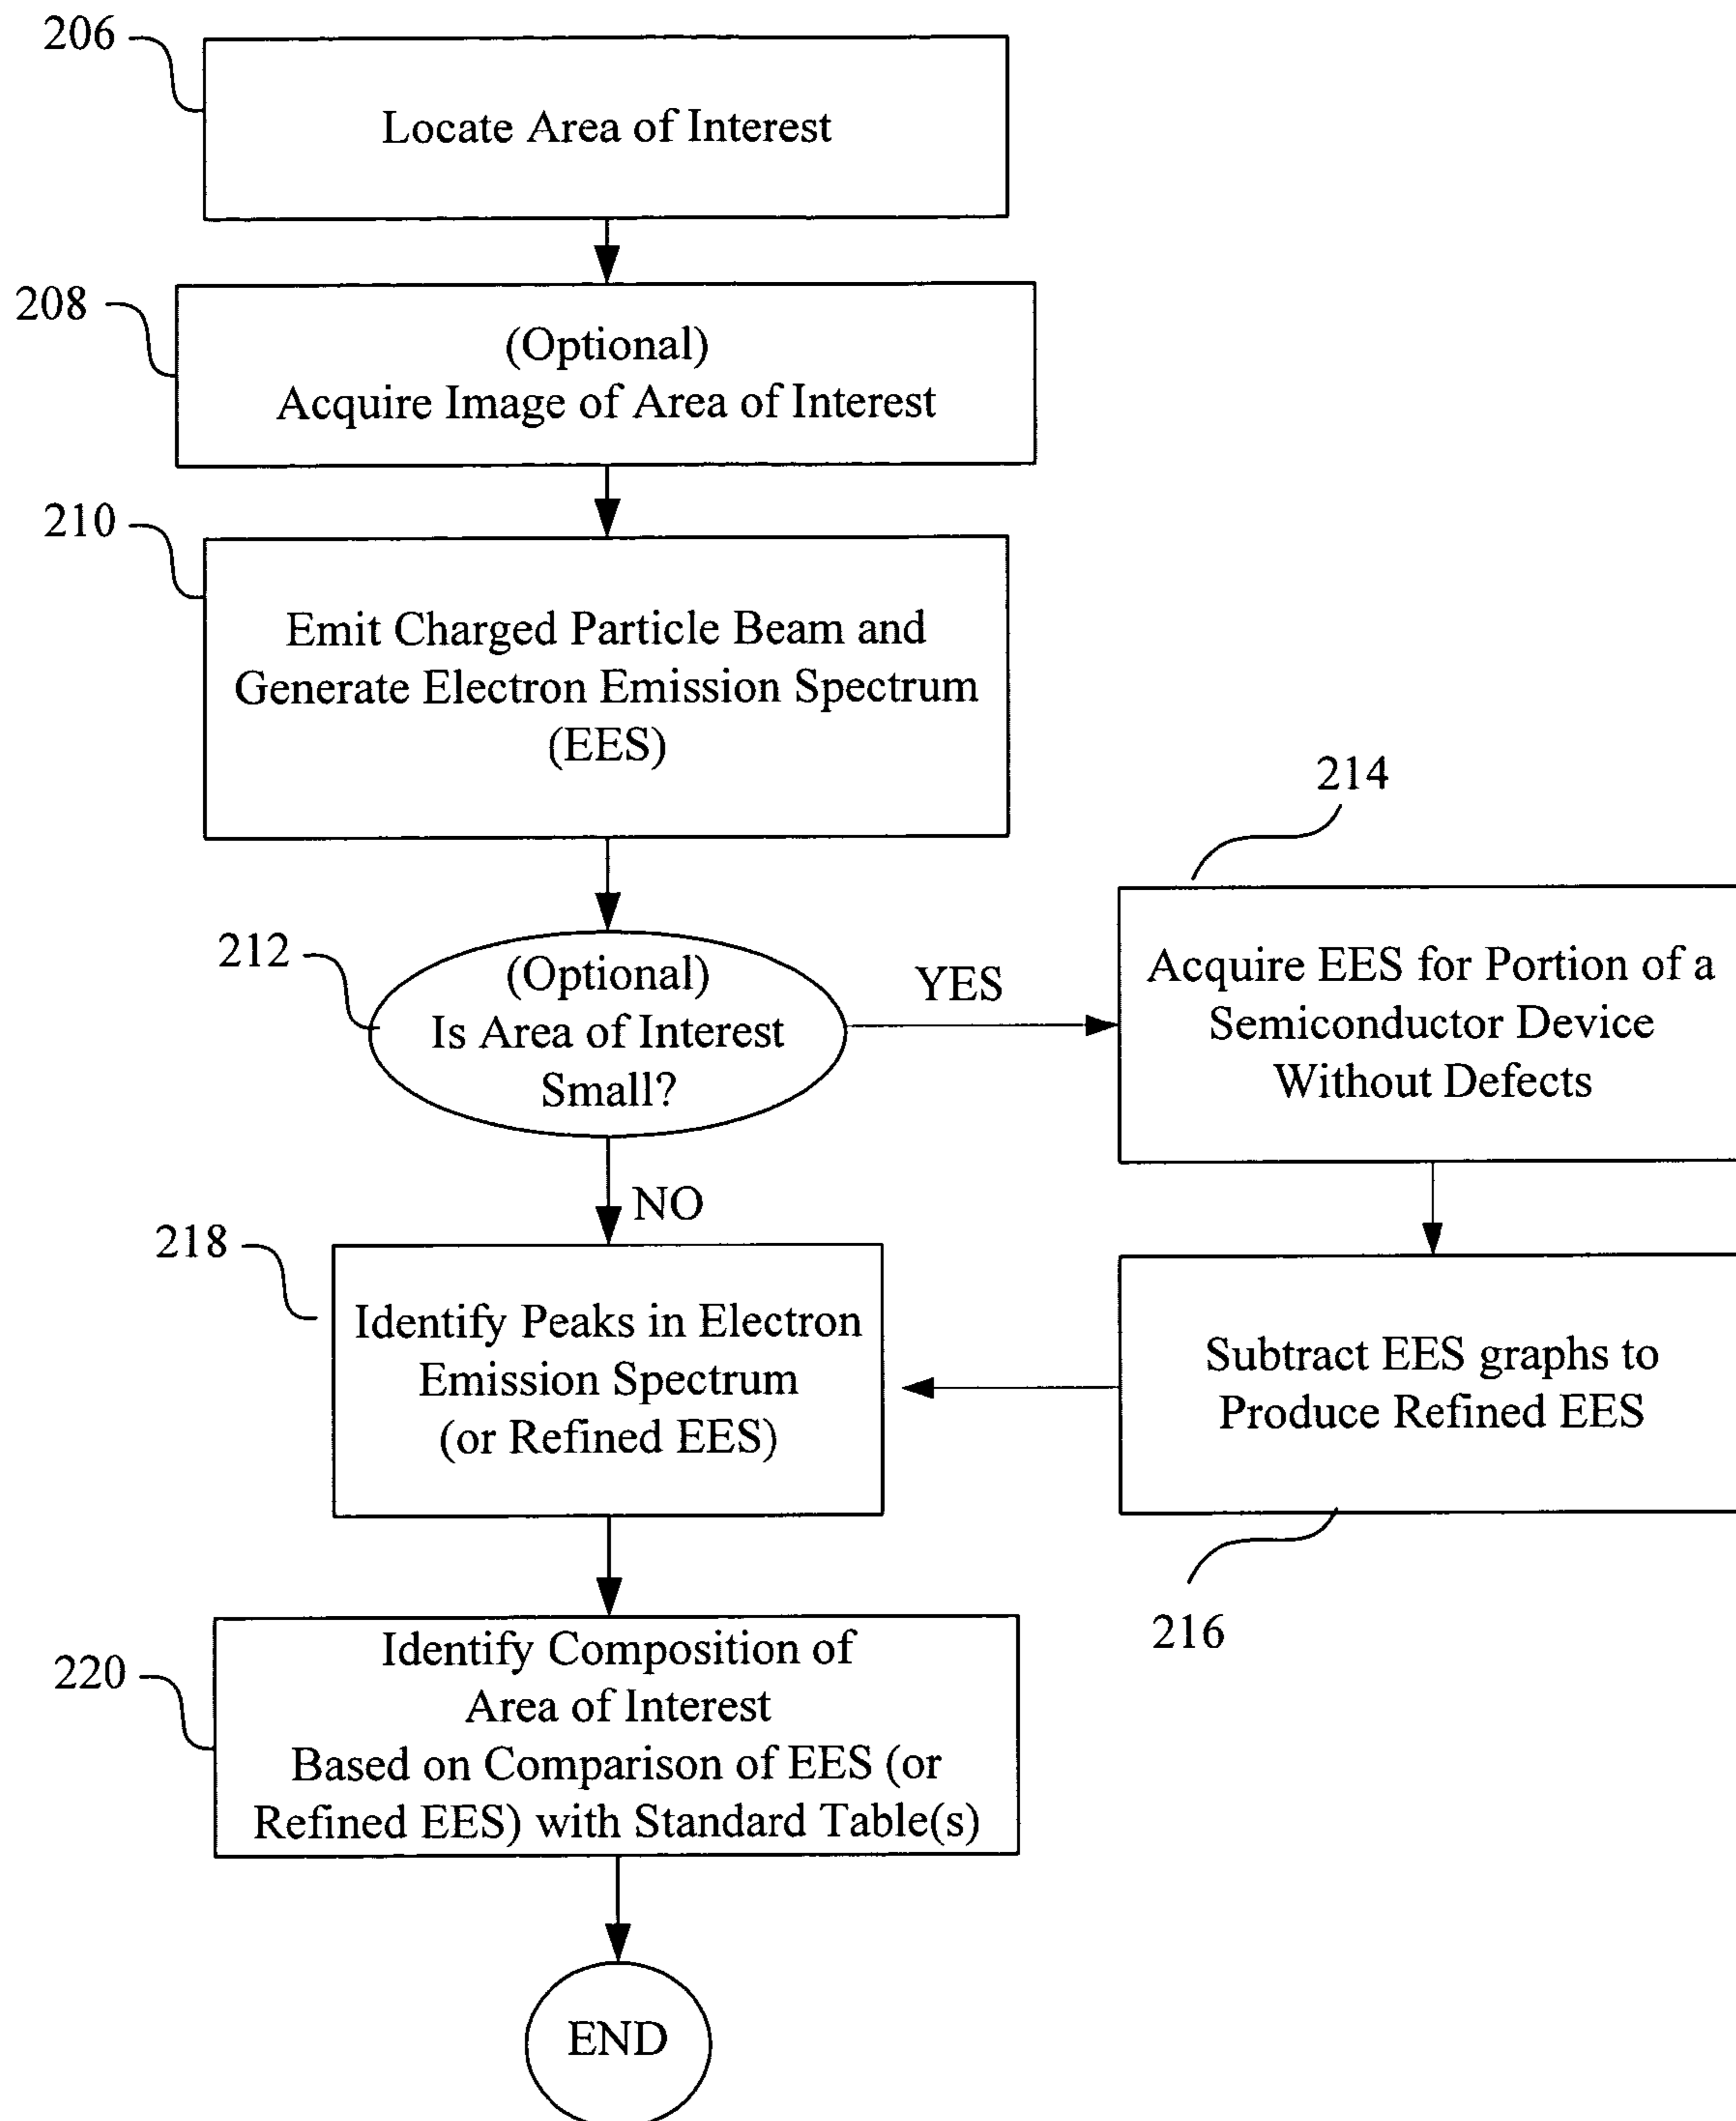 206
Locate Area of Interest
208
(Optional)
Acquire Image of Area of Interest
210
Emit Charged Particle Beam and
Generate Electron Emission Spectrum
(EES)
212
(Optional)
Is Area of Interest
Small?
YES
214
Acquire EES for Portion of a
Semiconductor Device
Without Defects
NO
218
Identify Peaks in Electron
Emission Spectrum
(or Refined EES)
Subtract EES graphs to
Produce Refined EES
216
220
Identify Composition of
Area of Interest
Based on Comparison of EES (or
Refined EES) with Standard Table(s)
END